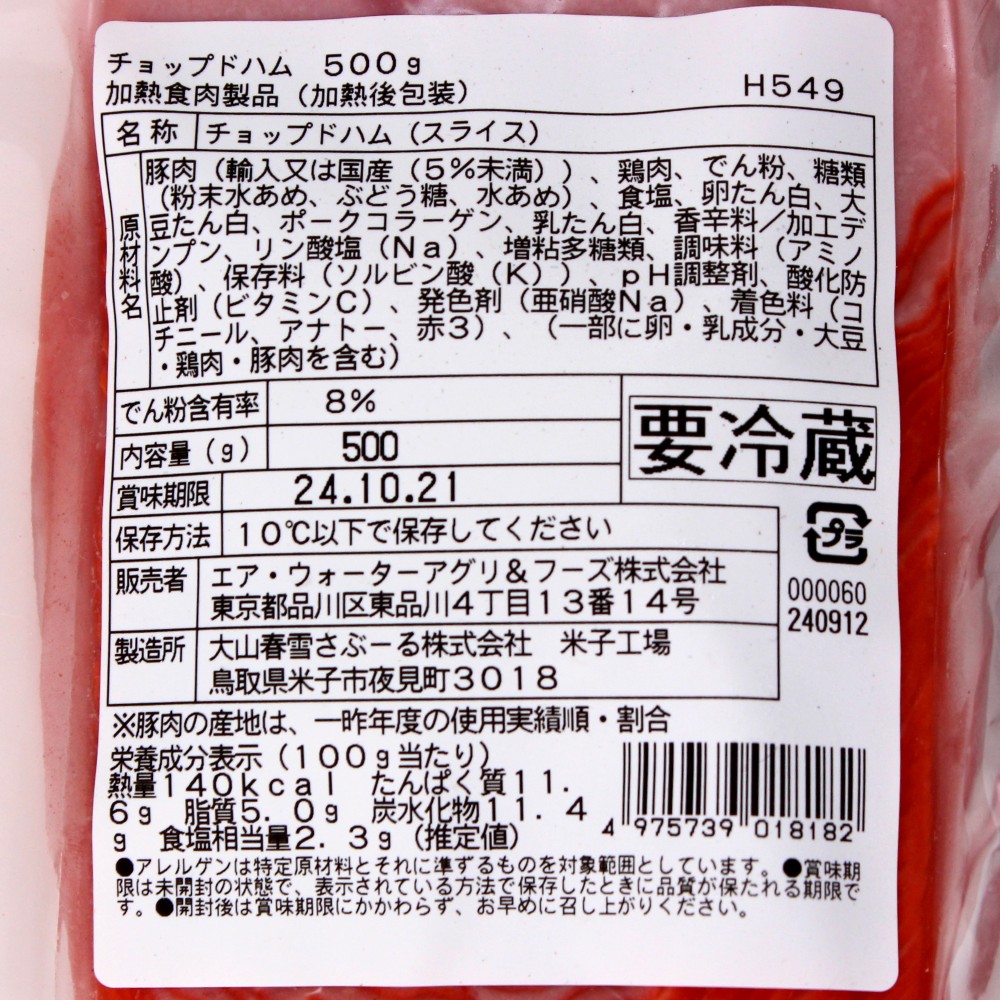 チョップドハム 500g
加熱食肉製品(加熱後包装)
H549
名称 チョップドハム(スライス)
原材料名
豚肉(輸入又は国産(5%未満))、鶏肉、でん粉、糖類
(粉末水あめ、ぶどう糖、水あめ)、食塩、卵たん白、大
豆たん白、ポークコラーゲン、乳たん白、香辛料/加工デ
ンプン、リン酸塩(Na)、増粘多糖類、調味料(アミノ
酸)、保存料(ソルビン酸(K))、pH調整剤、酸化防
止剤(ビタミンC)、発色剤(亜硝酸Na)、着色料(コ
チニール、アナトー、赤3)、(一部に卵・乳成分・大豆
・鶏肉・豚肉を含む)
でん粉含有率 8%
内容量(g) 500
要冷蔵
賞味期限 24.10.21
保存方法 10℃以下で保存してください
プラ
販売者 エア・ウォーターアグリ&フーズ株式会社
東京都品川区東品川4丁目13番14号
000060
240912
製造所 大山春雪さぶーる株式会社 米子工場
鳥取県米子市夜見町3018
※豚肉の産地は、一昨年度の使用実績順・割合
栄養成分表示(100g当たり)
熱量140kcal たんぱく質11.
6g 脂質5.0g 炭水化物11.4
g 食塩相当量2.3g(推定値)
4 975739 018182
●アレルゲンは特定原材料とそれに準ずるものを対象範囲としています。●賞味期
限は未開封の状態で、表示されている方法で保存したときに品質が保たれる期限で
す。●開封後は賞味期限にかかわらず、お早めに召し上がりください。